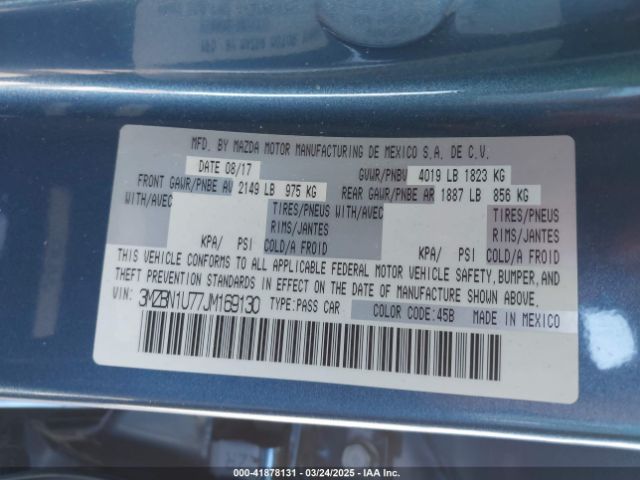 MFD. BY MAZDA MOTOR MANUFACTURING DE MEXICO S.A. DE C.V.
DATE 08/17 GVWR/PNBV 4019 LB 1823 KG
FRONT GAWR/PNBE AV 2149 LB 975 KG REAR GAWR/PNBE AR 1887 LB 856 KG
WITH/AVEC TIRES/PNEUS WITH/AVEC TIRES/PNEUS
RIMS/JANTES RIMS/JANTES
KPA/ PSI COLD/A FROID KPA/ PSI COLD/A FROID
THIS VEHICLE CONFORMS TO ALL APPLICABLE FEDERAL MOTOR VEHICLE SAFETY, BUMPER, AND
THEFT PREVENTION STANDARDS IN EFFECT ON THE DATE OF MANUFACTURE SHOWN ABOVE.
VIN: 3MZBN1U77JM169130 TYPE:PASS CAR COLOR CODE:45B MADE IN MEXICO
000-41878131 - 03/24/2025 - IAA Inc.